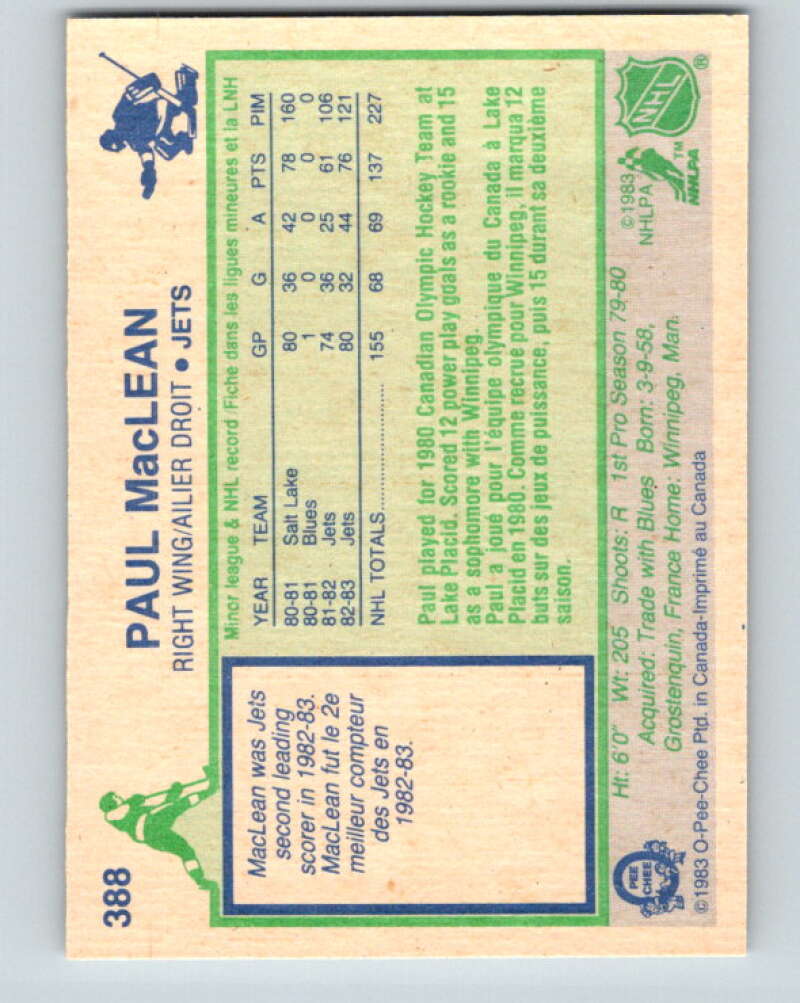 388
PAUL MacLEAN
RIGHT WING/AILIER DROIT • JETS
MacLean was Jets
second leading
scorer in 1982-83.
MacLean fut le 2e
meilleur compteur
des Jets en
1982-83.
Minor league & NHL record/Fiche dans les ligues mineures et la LNH
YEAR TEAM GP G A PTS PIM
80-81 Salt Lake 80 36 42 78 160
80-81 Blues 1 0 0 0 0
81-82 Jets 74 36 25 61 106
82-83 Jets 80 32 44 76 121
NHL TOTALS 155 68 69 137 227
Paul played for 1980 Canadian Olympic Hockey Team at
Lake Placid. Scored 12 power play goals as a rookie and 15
as a sophomore with Winnipeg.
Paul a joué pour l'équipe olympique du Canada à Lake
Placid en 1980. Comme recrue pour Winnipeg, il marqua 12
buts sur des jeux de puissance, puis 15 durant sa deuxième
saison.
Ht: 6'0" Wt: 205 Shoots: R 1st Pro Season 79-80
Acquired: Trade with Blues Born: 3-9-58,
Grostenquin, France Home: Winnipeg, Man.
©1983
NHLPA
NHLPA
TM
NHL
®
PEE
CHEE
©1983 O-Pee-Chee Ptd. in Canada-Imprimé au Canada